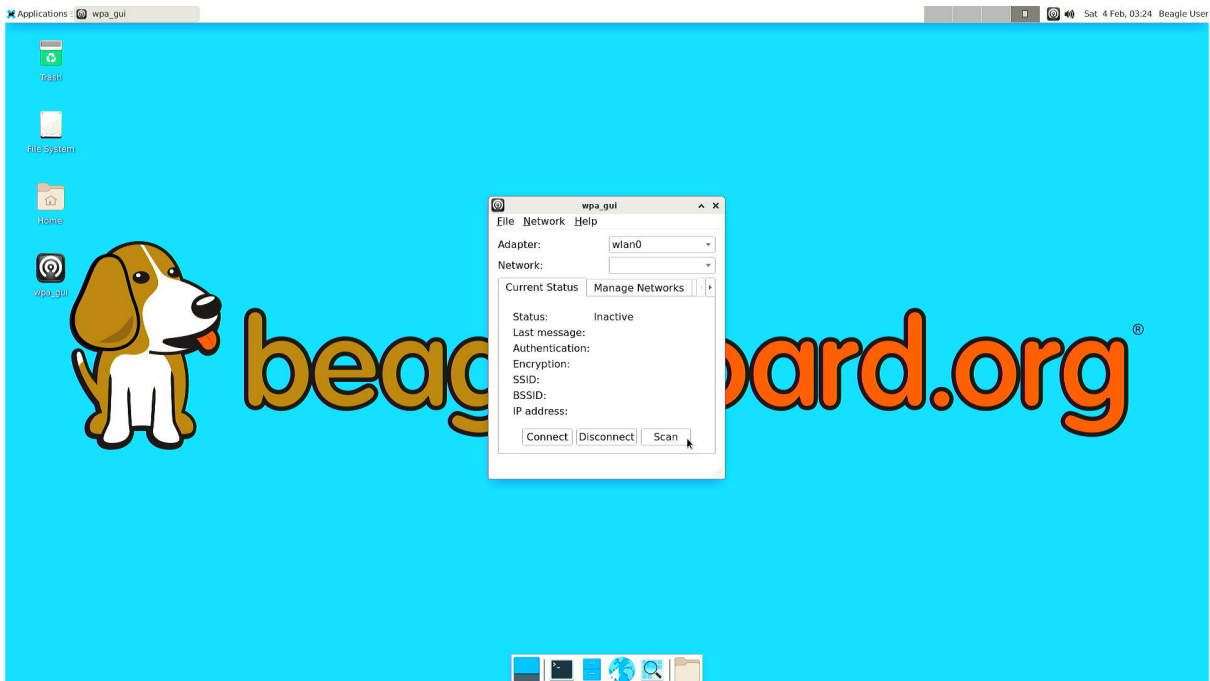 Applications
wpa_gui
Sat 4 Feb, 03:24 Beagle User
Trash
File System
Home
wpa_gui
wpa_gui
File Network Help
Adapter: wlan0
Network:
Current Status Manage Networks
Status: Inactive
Last message:
Authentication:
Encryption:
SSID:
BSSID:
IP address:
Connect Disconnect Scan
beag ard.org®